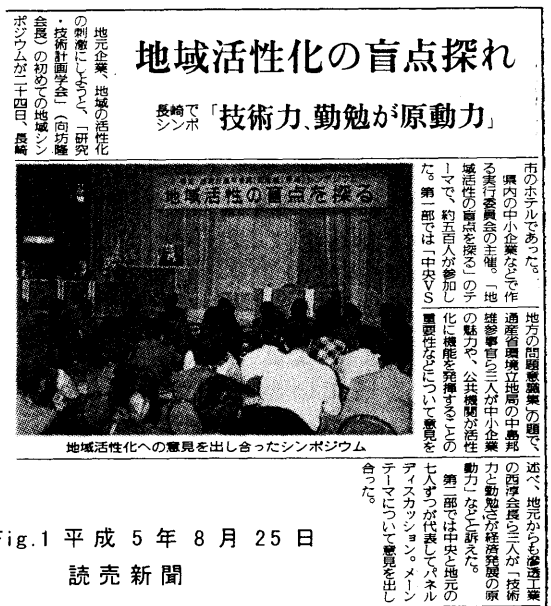 地域活性化の盲点探れ
長崎で
シンポ
「技術力、勤勉が原動力」
地元企業、地域の活性化
の刺激にしようと、「研究
・技術計画学会」（向坊隆
会長）の初めての地域シン
ポジウムが二十四日、長崎
市のホテルであった。
県内の中小企業などで作
る実行委員会の主催。「地
域活性の盲点を探る」のテ
ーマで、約五百人が参加し
た。第一部では「中央VS
地方の問題意識集」の題で、
通産省環境立地局の中島邦
雄参事官ら三人が中小企業
の魅力や、公共機関が活性
化に機能を発揮することの
重要性などについて意見を
述べ、地元からも滲透工業
の西淳会長ら三人が「技術
力と勤勉さが経済発展の原
動力」などと訴えた。
第二部では中央と地元の
七人ずつが代表してパネル
ディスカッション。メーン
テーマについて意見を出し
合った。
地域活性の盲点を探る
地域活性化への意見を出し合ったシンポジウム
Fig.1 平成 5年 8月 25日
読売新聞